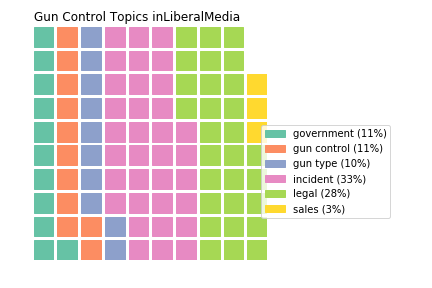 Gun Control Topics inLiberalMedia
government (11%)
gun control (11%)
gun type (10%)
incident (33%)
legal (28%)
sales (3%)